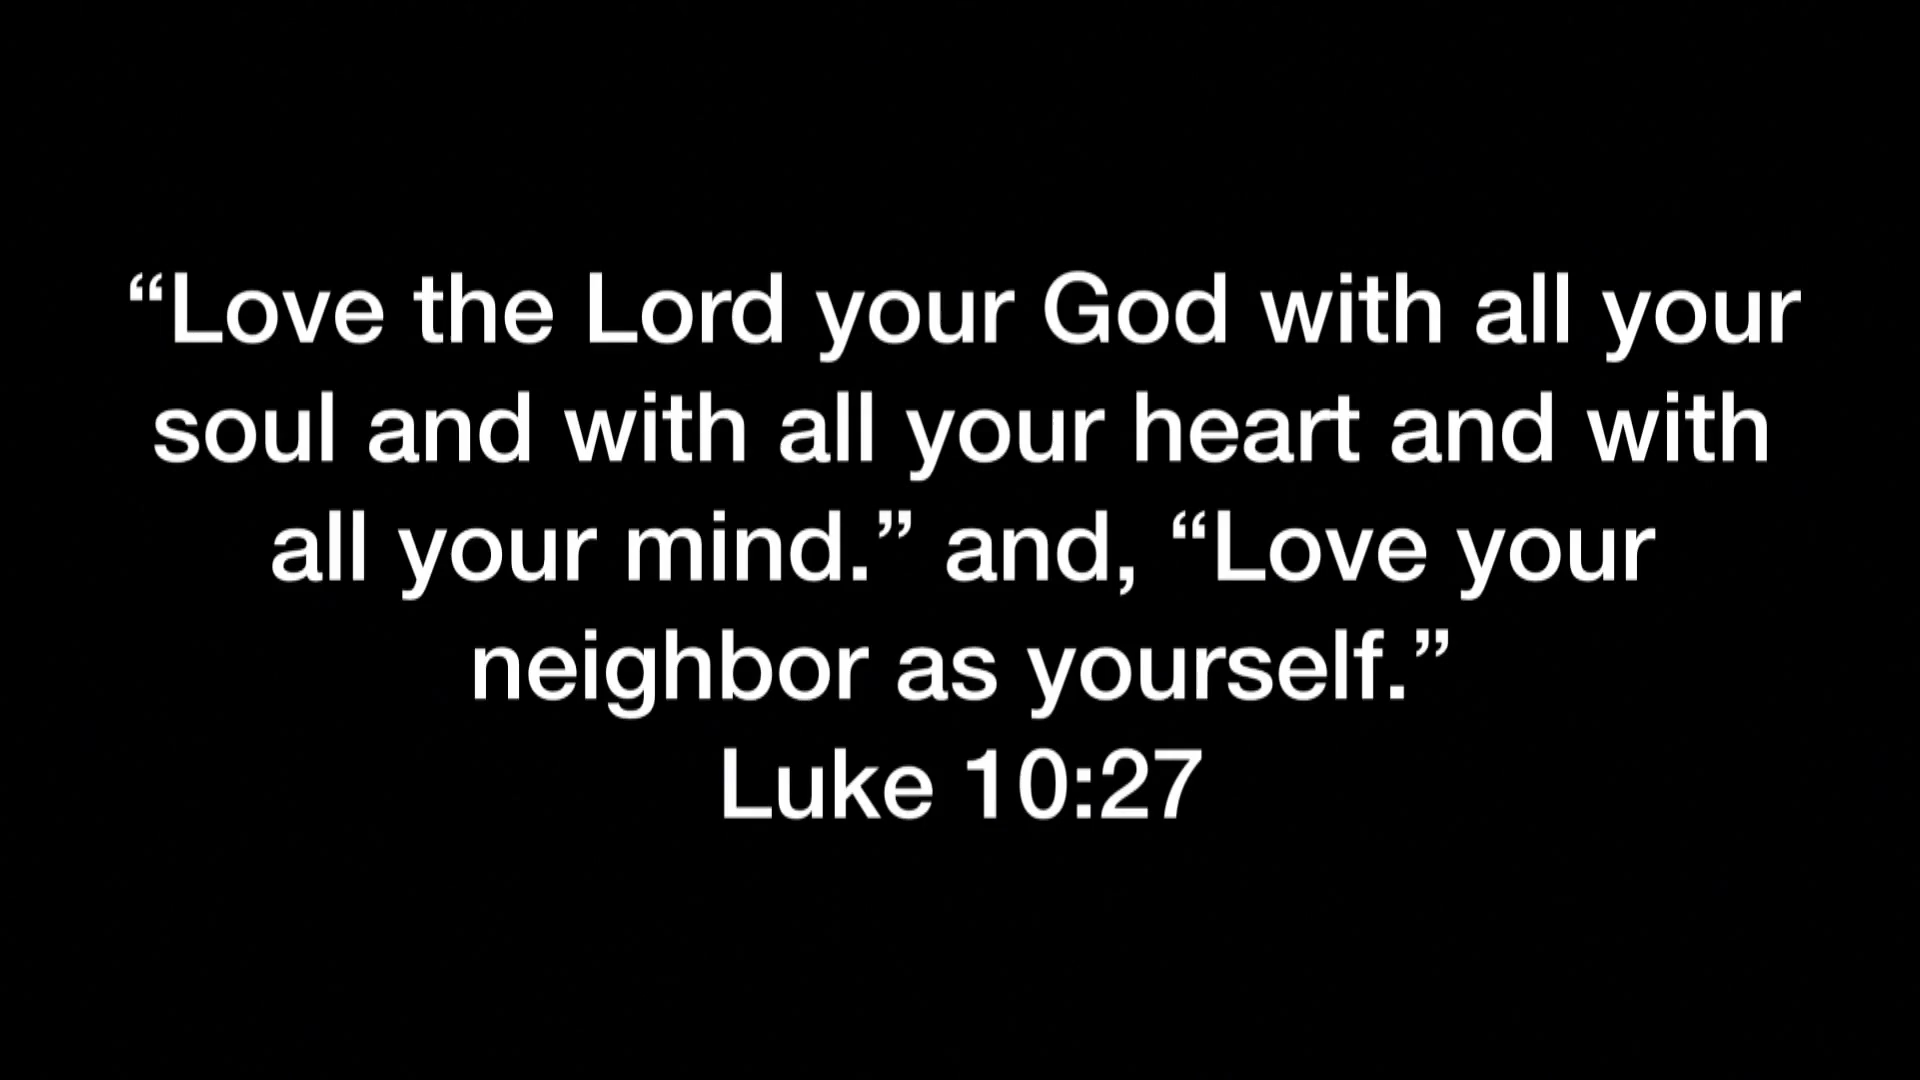 “Love the Lord your God with all your
soul and with all your heart and with
all your mind.” and, “Love your
neighbor as yourself.”
Luke 10:27